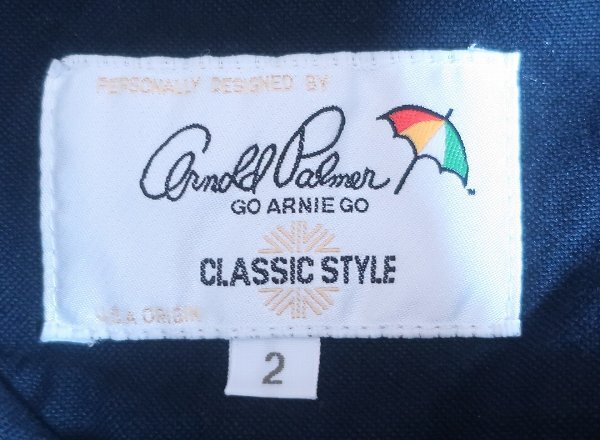 PERSONALLY DESIGNED BY
Arnold Palmer
GO ARNIE GO
CLASSIC STYLE
U.S.A ORIGIN
2